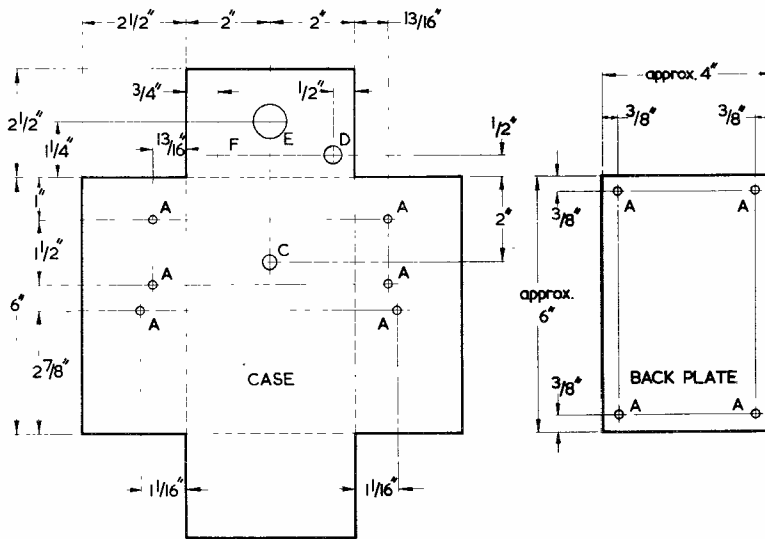 2 1/2"
2"
2"
13/16"
approx. 4"
3/4"
1/2"
3/8"
3/8"
2 1/2"
1 1/4"
E
D
1/2"
13/16"
F
1"
A
A
2"
3/8"
A
A
1 1/2"
C
A
A
6"
A
A
approx.
6"
2 7/8"
CASE
BACK PLATE
3/8"
A
A
1 1/16"
1 1/16"